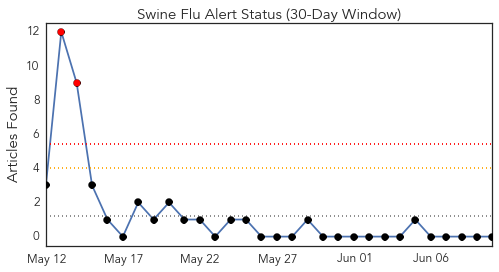 Swine Flu Alert Status (30-Day Window)
Articles Found
12
10
8
6
4
2
0
May 12
May 17
May 22
May 27
Jun 01
Jun 06